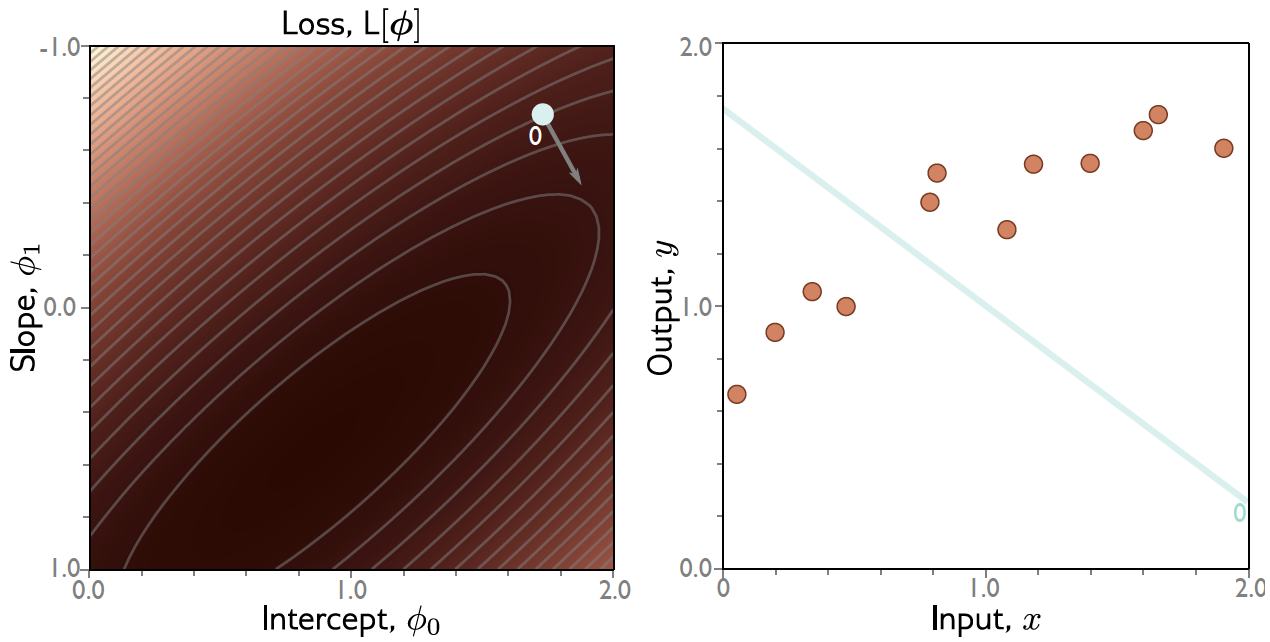 Loss, L[ϕ]
-1.0
0.0
1.0
Slope, ϕ₁
0
0.0
1.0
2.0
Intercept, ϕ₀
2.0
1.0
0.0
Output, y
0
0
1.0
2.0
Input, x